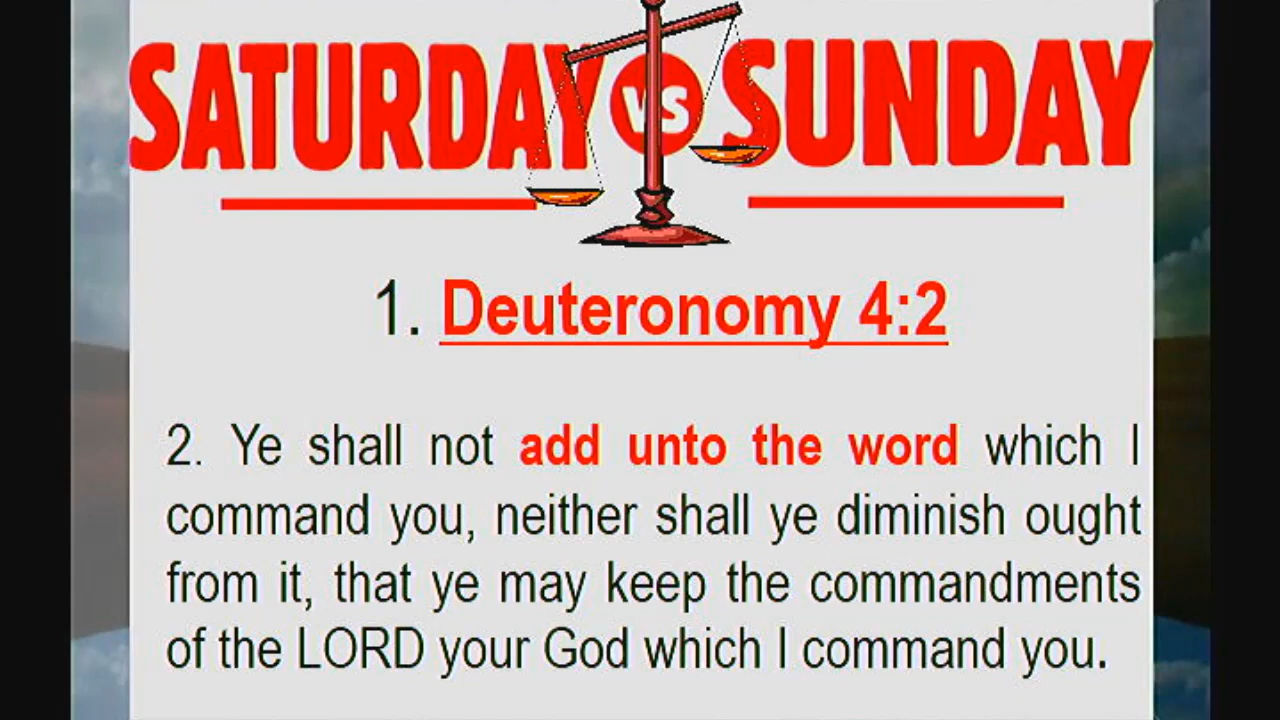 SATURDAY VS SUNDAY
1. Deuteronomy 4:2
2. Ye shall not add unto the word which I
command you, neither shall ye diminish ought
from it, that ye may keep the commandments
of the LORD your God which I command you.